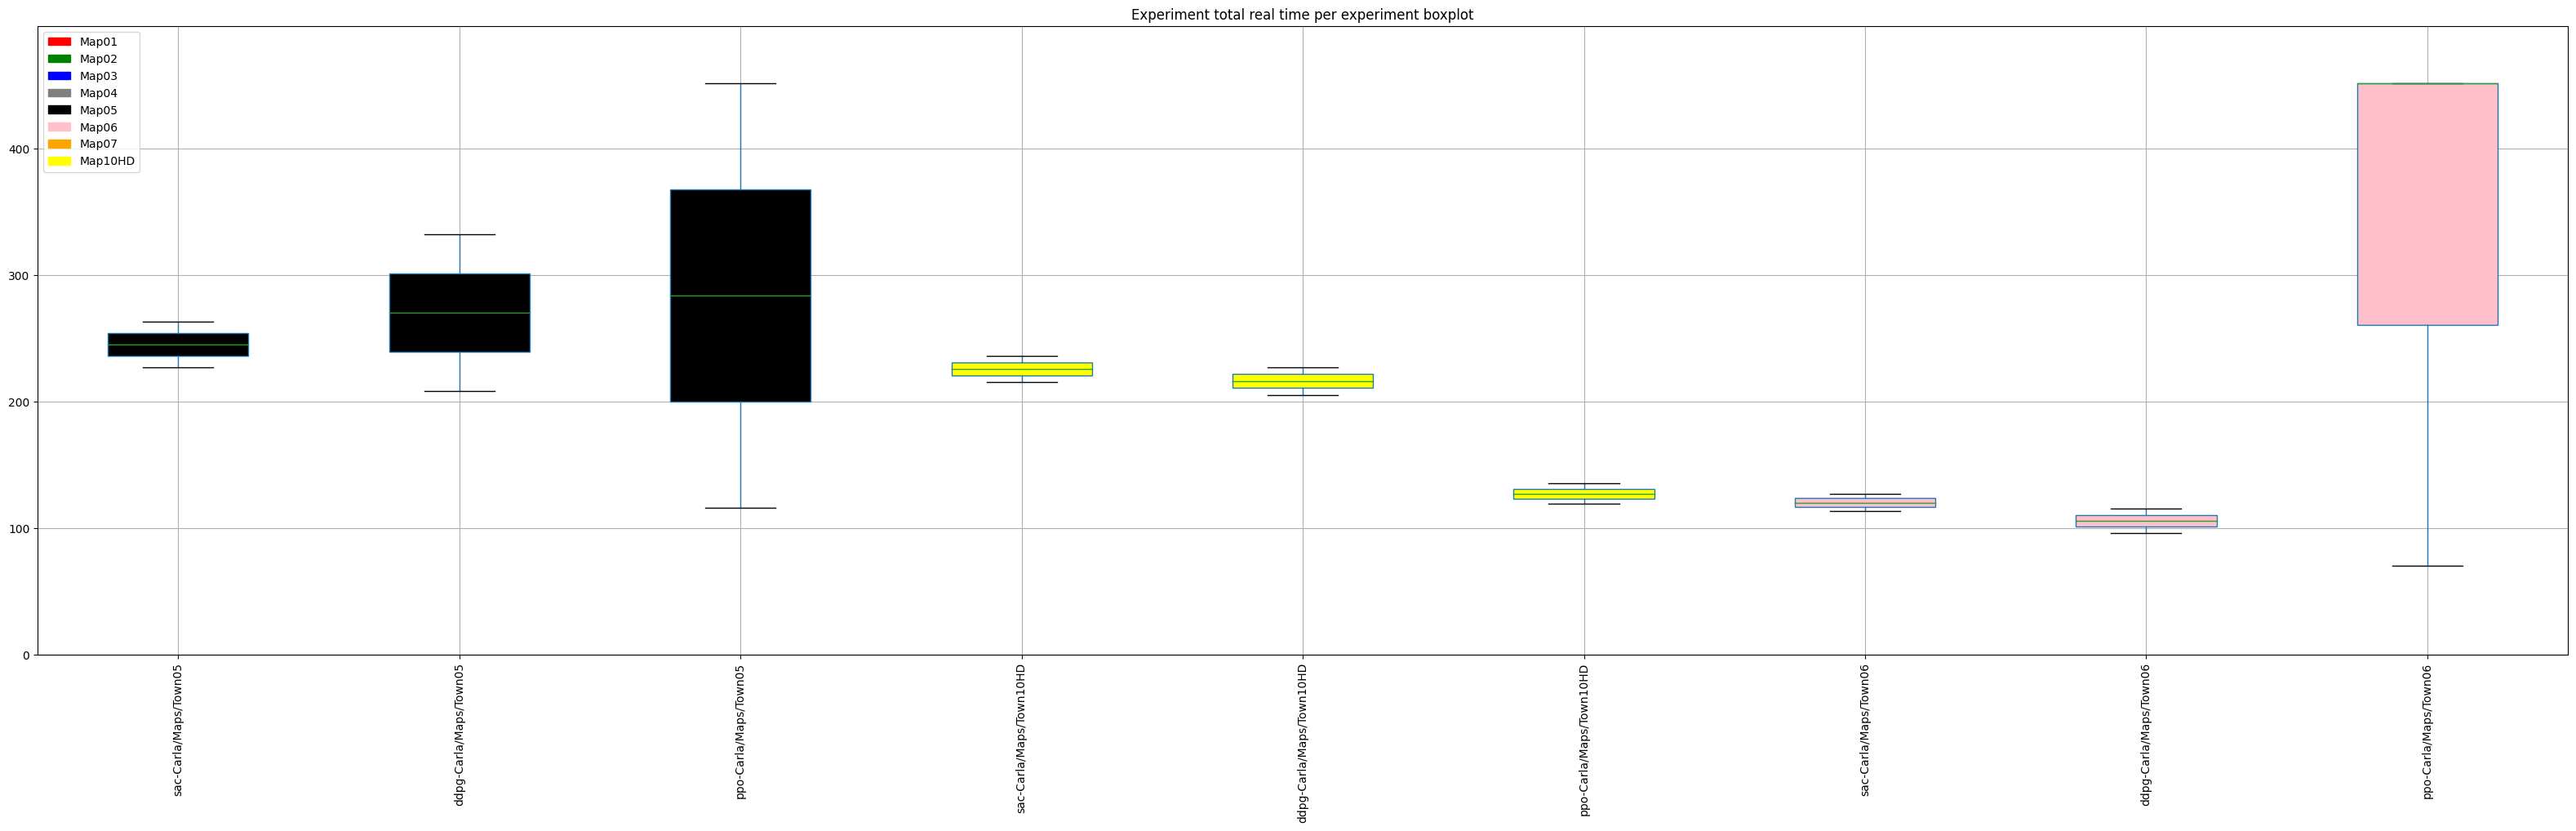 Experiment total real time per experiment boxplot
Map01
Map02
Map03
Map04
Map05
Map06
Map07
Map10HD
400
300
200
100
0
sac-Carla/Maps/Town05
ddpg-Carla/Maps/Town05
ppo-Carla/Maps/Town05
sac-Carla/Maps/Town10HD
ddpg-Carla/Maps/Town10HD
ppo-Carla/Maps/Town10HD
sac-Carla/Maps/Town06
ddpg-Carla/Maps/Town06
ppo-Carla/Maps/Town06